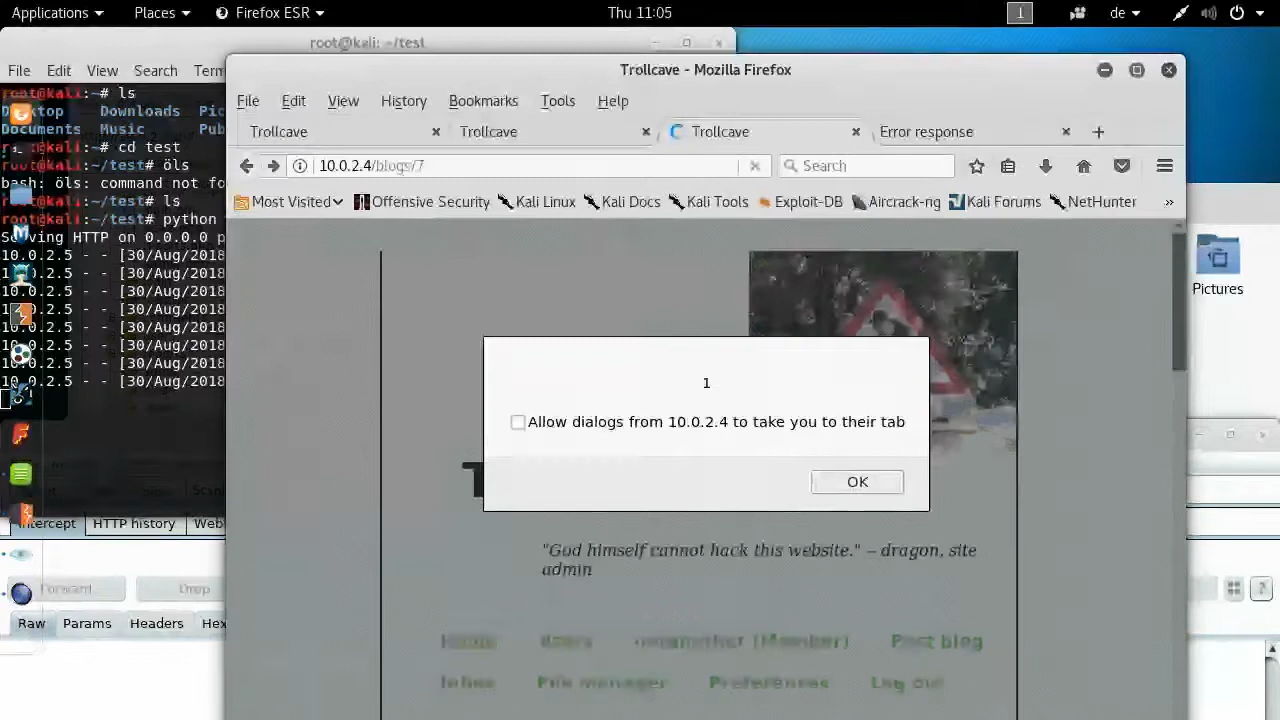 Applications Places Firefox ESR Thu 11:05 1 de
root@kali: ~/test
File Edit View Search Term
root@kali:~# ls
Downloads Pic
Documents Music Pub
root@kali:~# cd test
root@kali:~/test# öls
bash: öls: command not fo
root@kali:~/test# ls
root@kali:~/test# python
Serving HTTP on 0.0.0.0 p
10.0.2.5 - - [30/Aug/2018
10.0.2.5 - - [30/Aug/2018
10.0.2.5 - - [30/Aug/2018
10.0.2.5 - - [30/Aug/2018
10.0.2.5 - - [30/Aug/2018
10.0.2.5 - - [30/Aug/2018
10.0.2.5 - - [30/Aug/2018
10.0.2.5 - - [30/Aug/2018
Trollcave - Mozilla Firefox
File Edit View History Bookmarks Tools Help
Trollcave Trollcave Trollcave Error response
10.0.2.4/blogs/7 Search
Most Visited Offensive Security Kali Linux Kali Docs Kali Tools Exploit-DB Aircrack-ng Kali Forums NetHunter »
1
Allow dialogs from 10.0.2.4 to take you to their tab
OK
T
"God himself cannot hack this website." – dragon, site
admin
Home Users (Member) Post blog
Inbox File manager Preferences Log out
Pictures
Intercept HTTP history Web
Forward Drop
Raw Params Headers Hex
?